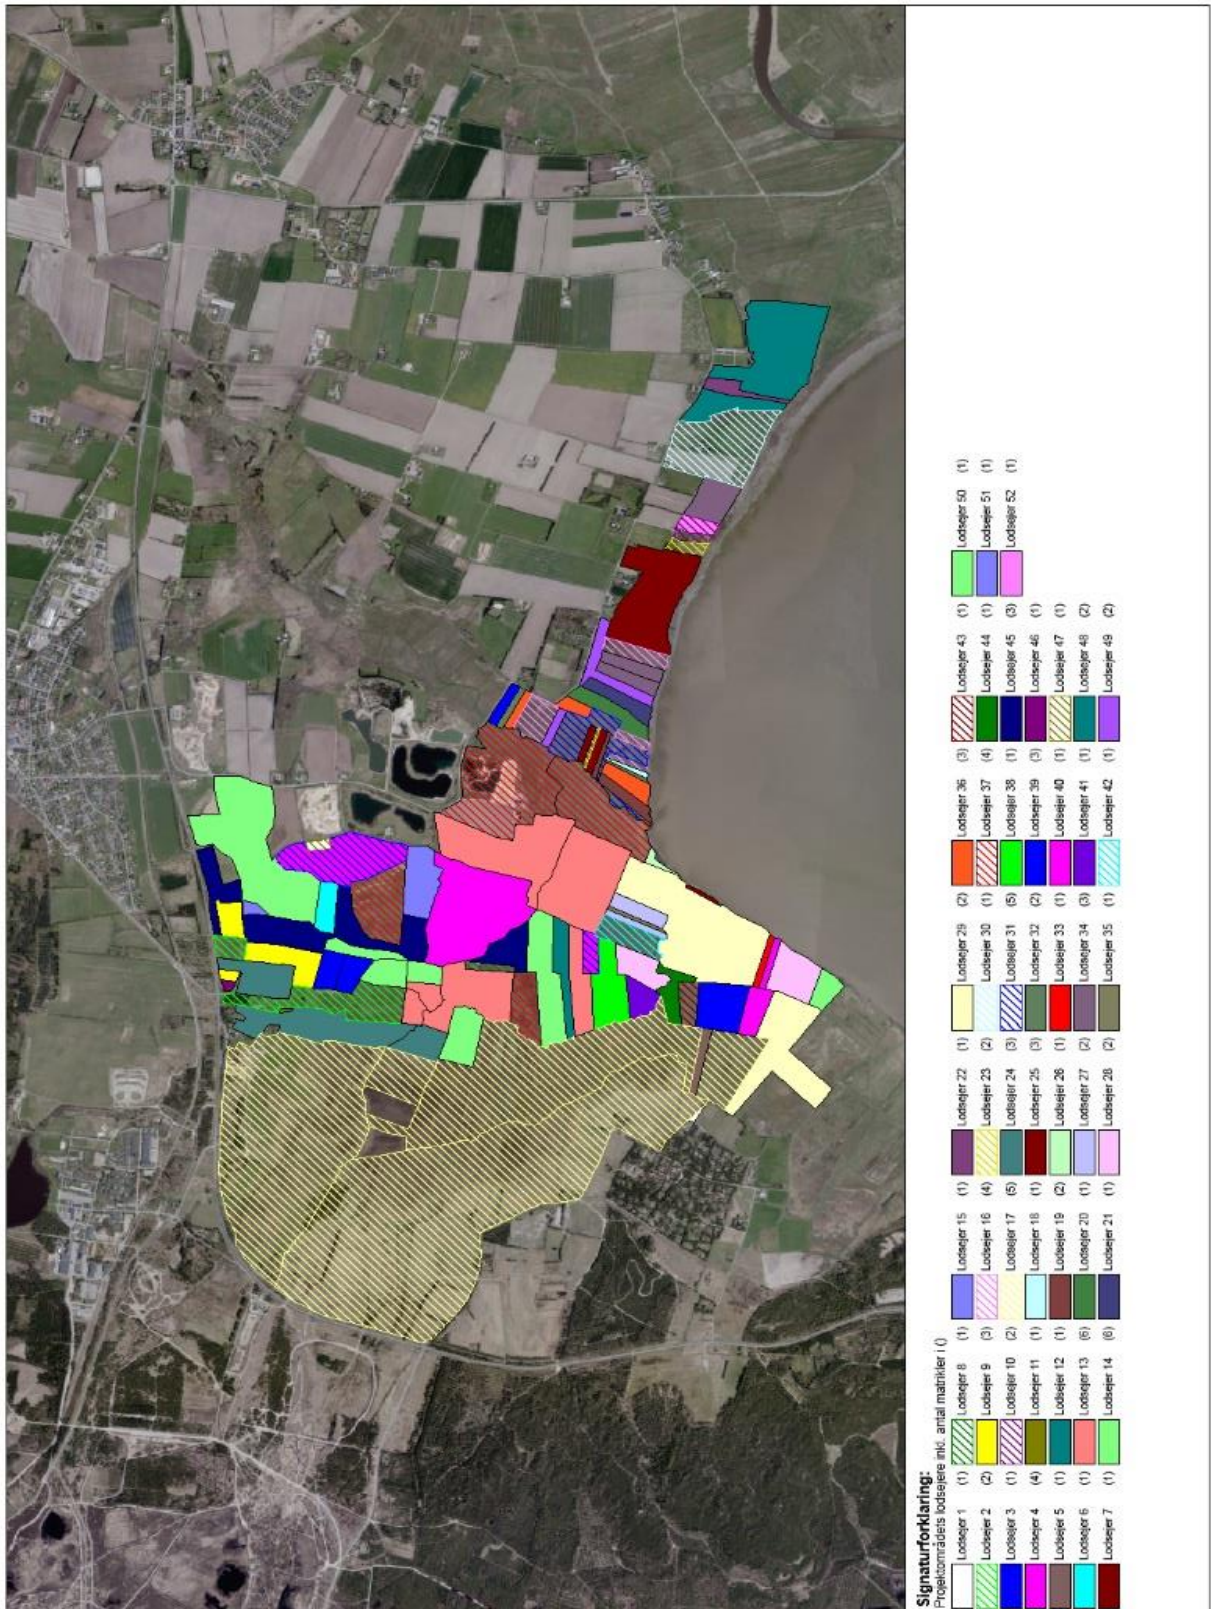 Signaturforklaring:
Projektområdets lodsejere inkl. antal matrikler i ()
Lodsejer 1 (1)
Lodsejer 2 (2)
Lodsejer 3 (1)
Lodsejer 4 (4)
Lodsejer 5 (1)
Lodsejer 6 (1)
Lodsejer 7 (1)
Lodsejer 8 (1)
Lodsejer 9 (3)
Lodsejer 10 (2)
Lodsejer 11 (1)
Lodsejer 12 (1)
Lodsejer 13 (6)
Lodsejer 14 (6)
Lodsejer 15 (1)
Lodsejer 16 (4)
Lodsejer 17 (5)
Lodsejer 18 (1)
Lodsejer 19 (2)
Lodsejer 20 (1)
Lodsejer 21 (1)
Lodsejer 22 (1)
Lodsejer 23 (2)
Lodsejer 24 (3)
Lodsejer 25 (3)
Lodsejer 26 (1)
Lodsejer 27 (2)
Lodsejer 28 (2)
Lodsejer 29 (2)
Lodsejer 30 (1)
Lodsejer 31 (5)
Lodsejer 32 (2)
Lodsejer 33 (1)
Lodsejer 34 (3)
Lodsejer 35 (1)
Lodsejer 36 (3)
Lodsejer 37 (4)
Lodsejer 38 (1)
Lodsejer 39 (3)
Lodsejer 40 (1)
Lodsejer 41 (2)
Lodsejer 42 (1)
Lodsejer 43 (1)
Lodsejer 44 (1)
Lodsejer 45 (3)
Lodsejer 46 (1)
Lodsejer 47 (1)
Lodsejer 48 (2)
Lodsejer 49 (2)
Lodsejer 50 (1)
Lodsejer 51 (1)
Lodsejer 52 (1)